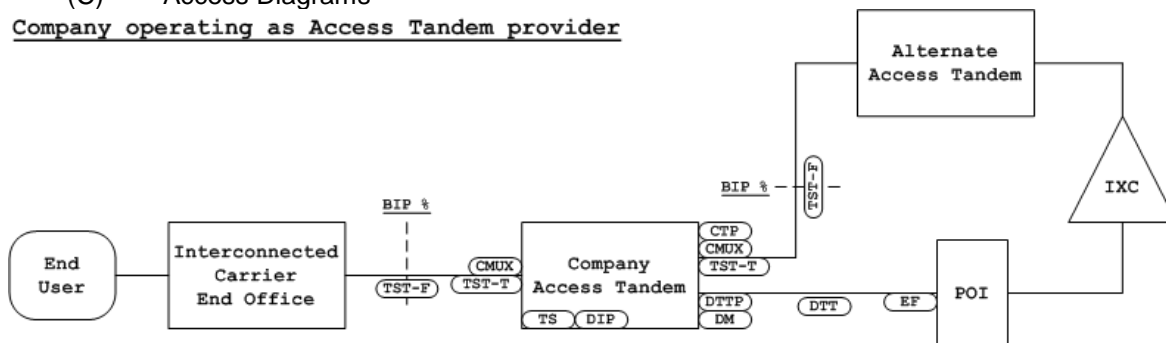 (C) Access Diagrams
Company operating as Access Tandem provider
Alternate
Access Tandem
IXC
BIP %
TST-F
BIP %
CTP
CMUX
TST-T
End
User
Interconnected
Carrier
End Office
TST-F
CMUX
TST-T
Company
Access Tandem
TS
DIP
DTTP
DM
DTT
EF
POI